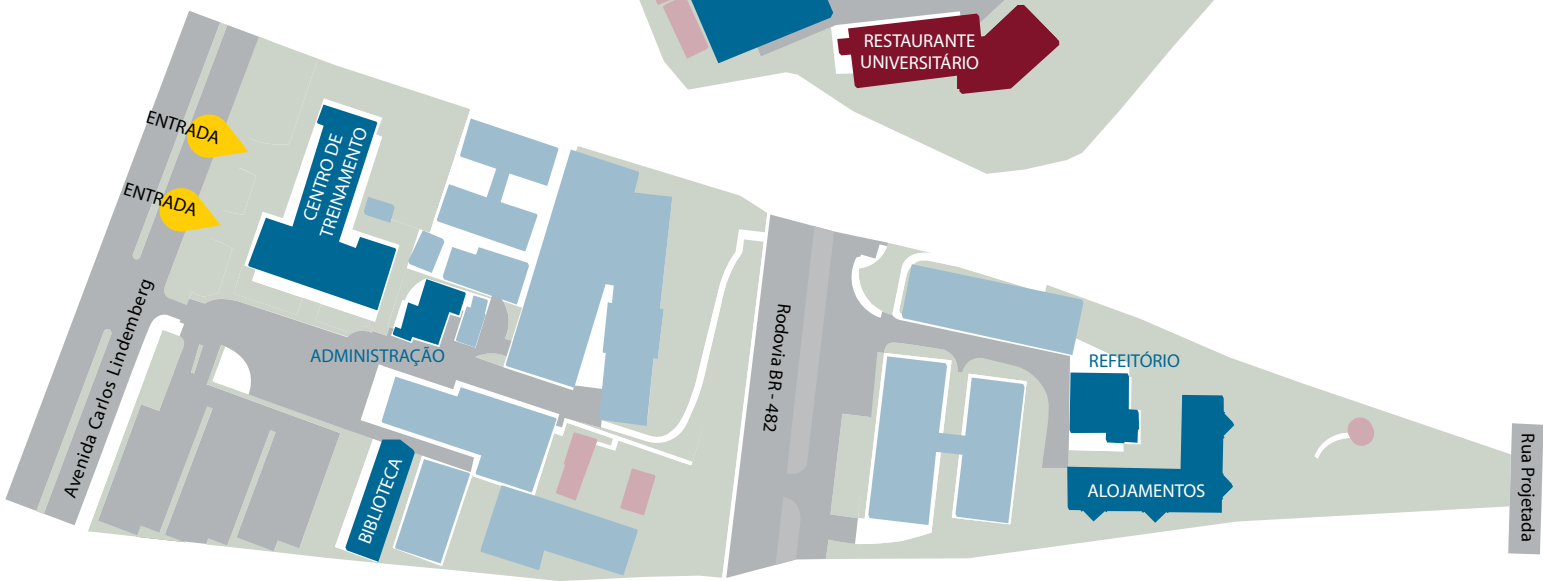 RESTAURANTE
UNIVERSITÁRIO
ENTRADA
ENTRADA
CENTRO DE
TREINAMENTO
Avenida Carlos Lindemberg
ADMINISTRAÇÃO
BIBLIOTECA
Rodovia BR - 482
REFEITÓRIO
ALOJAMENTOS
Rua Projetada